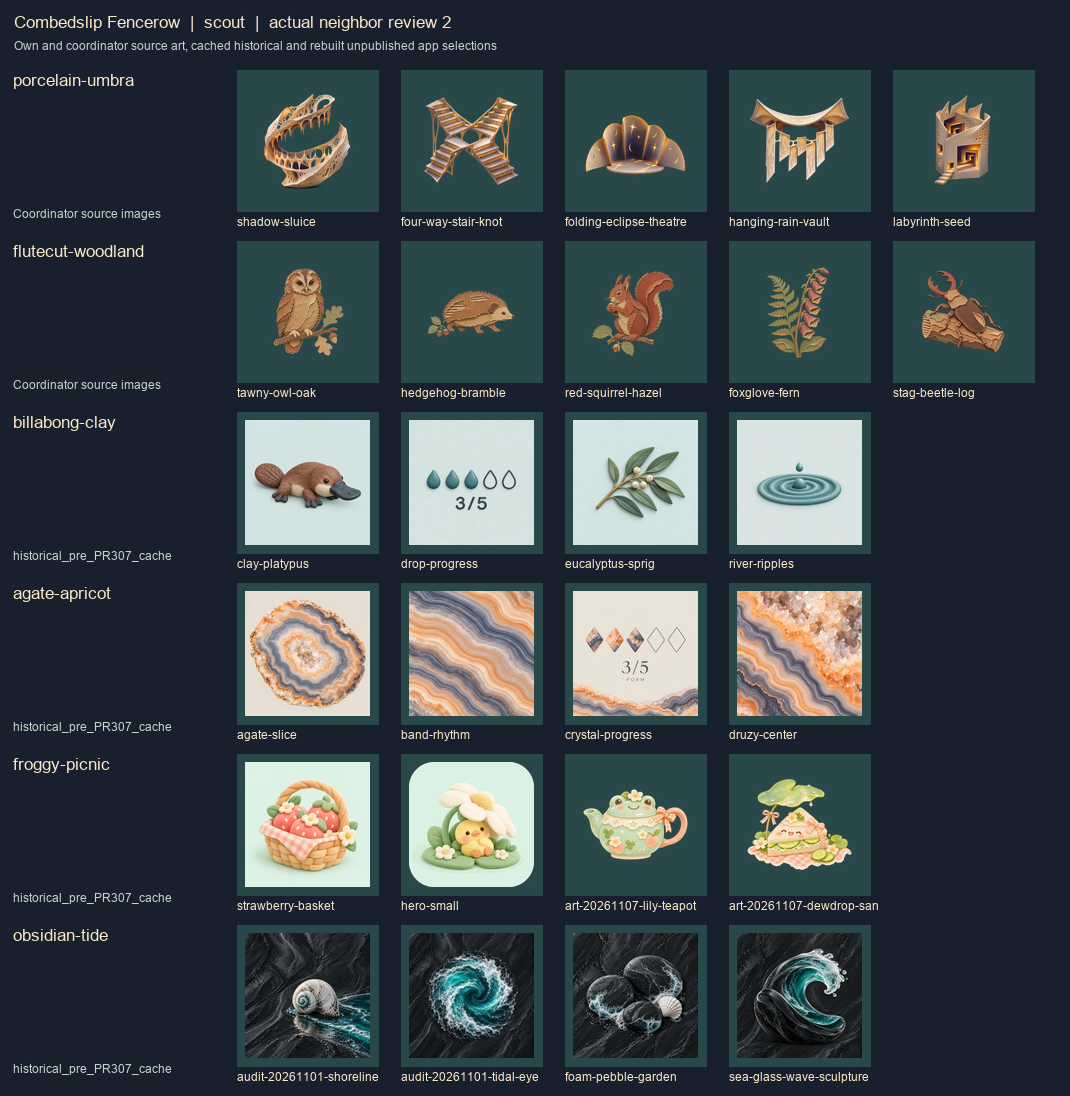 Combedslip Fencerow | scout | actual neighbor review 2
Own and coordinator source art, cached historical and rebuilt unpublished app selections
porcelain-umbra
Coordinator source images
shadow-sluice
four-way-stair-knot
folding-eclipse-theatre
hanging-rain-vault
labyrinth-seed
flutecut-woodland
Coordinator source images
tawny-owl-oak
hedgehog-bramble
red-squirrel-hazel
foxglove-fern
stag-beetle-log
billabong-clay
3/5
historical_pre_PR307_cache
clay-platypus
drop-progress
eucalyptus-sprig
river-ripples
agate-apricot
3/5
FORM
historical_pre_PR307_cache
agate-slice
band-rhythm
crystal-progress
druzy-center
froggy-picnic
historical_pre_PR307_cache
strawberry-basket
hero-small
art-20261107-lily-teapot
art-20261107-dewdrop-san
obsidian-tide
historical_pre_PR307_cache
audit-20261101-shoreline
audit-20261101-tidal-eye
foam-pebble-garden
sea-glass-wave-sculpture